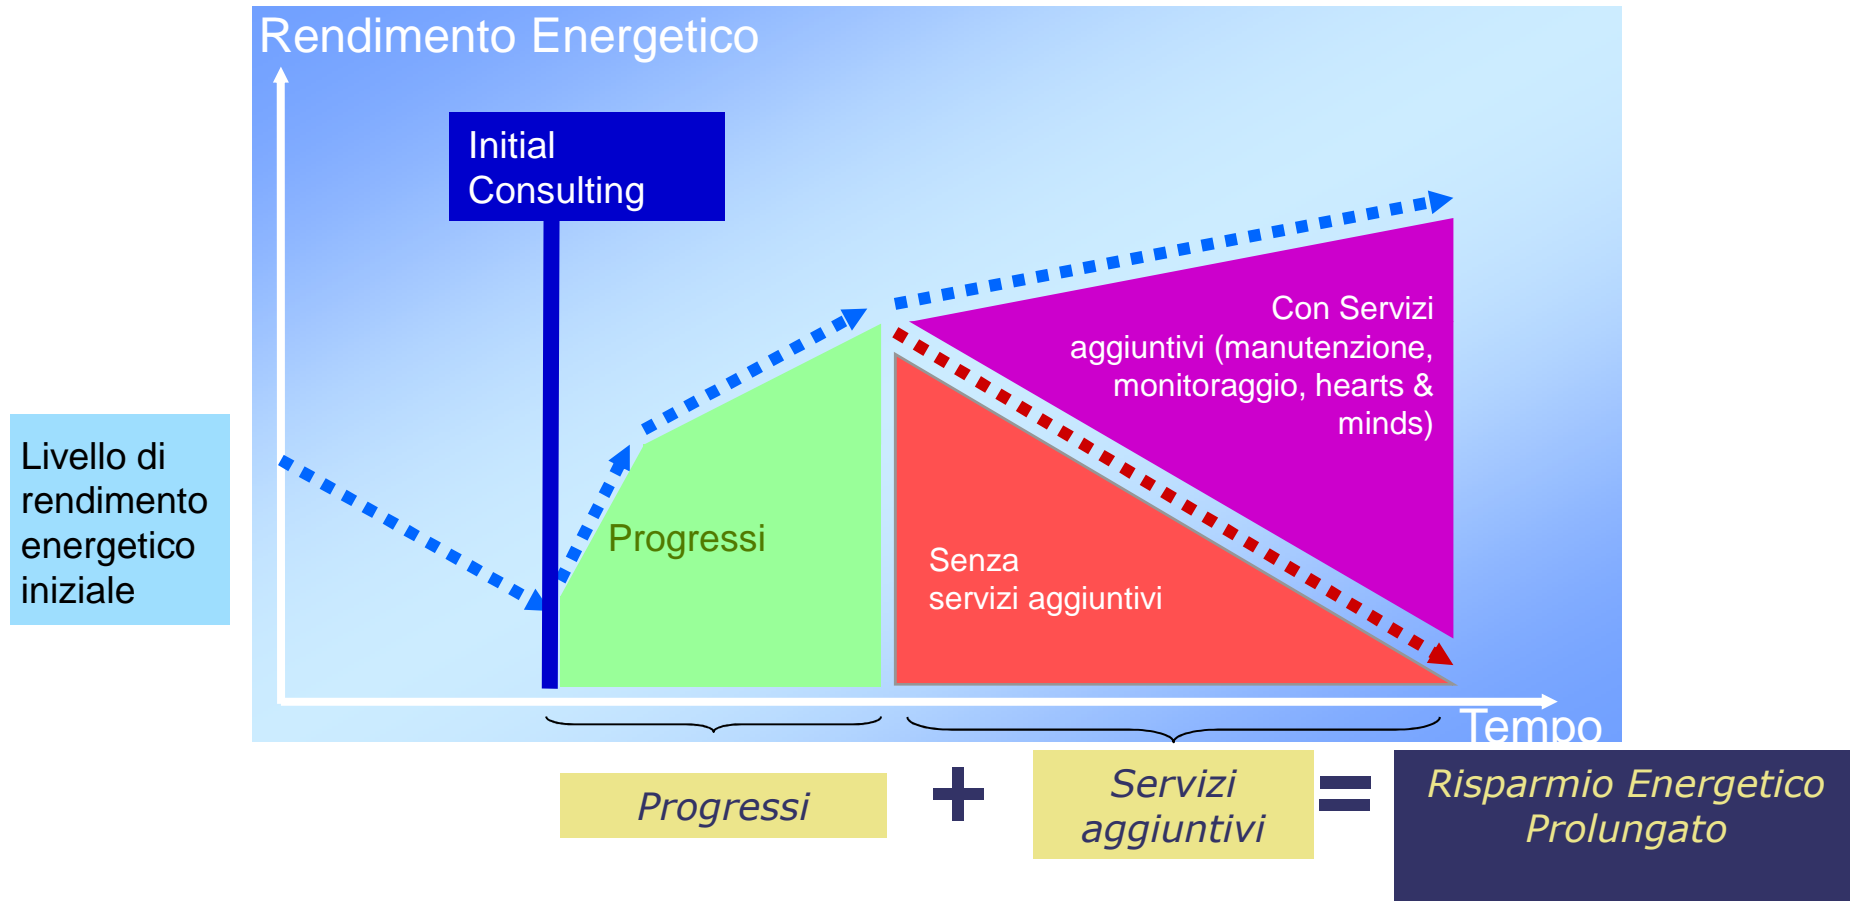 Rendimento Energetico
Initial
Consulting
Con Servizi
aggiuntivi (manutenzione,
monitoraggio, hearts &
minds)
Livello di
rendimento
energetico
iniziale
Progressi
Senza
servizi aggiuntivi
Tempo
Progressi
+
Servizi
aggiuntivi
=
Risparmio Energetico
Prolungato